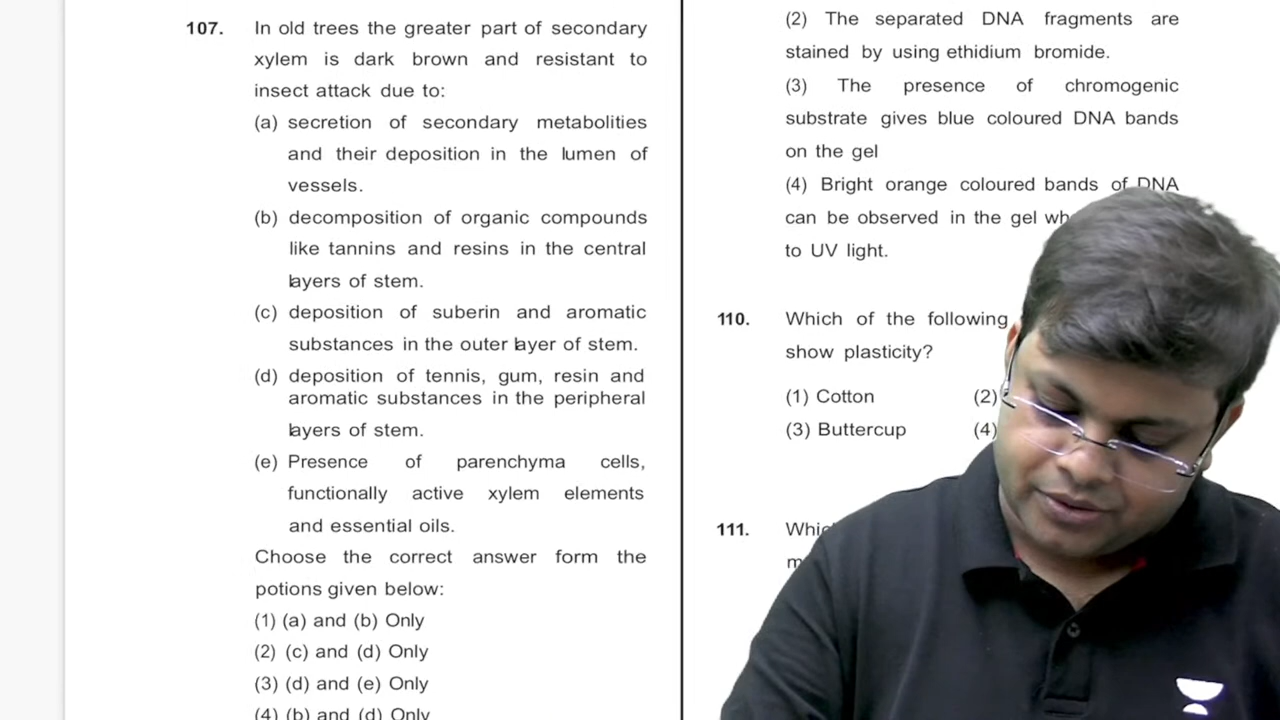 107. In old trees the greater part of secondary
xylem is dark brown and resistant to
insect attack due to:
(a) secretion of secondary metabolities
and their deposition in the lumen of
vessels.
(b) decomposition of organic compounds
like tannins and resins in the central
layers of stem.
(c) deposition of suberin and aromatic
substances in the outer layer of stem.
(d) deposition of tennis, gum, resin and
aromatic substances in the peripheral
layers of stem.
(e) Presence of parenchyma cells,
functionally active xylem elements
and essential oils.
Choose the correct answer form the
potions given below:
(1) (a) and (b) Only
(2) (c) and (d) Only
(3) (d) and (e) Only
(4) (b) and (d) Only
(2) The separated DNA fragments are
stained by using ethidium bromide.
(3) The presence of chromogenic
substrate gives blue coloured DNA bands
on the gel
(4) Bright orange coloured bands of DNA
can be observed in the gel
to UV light.
110. Which of the following
show plasticity?
(1) Cotton (2)
(3) Buttercup (4)
111.